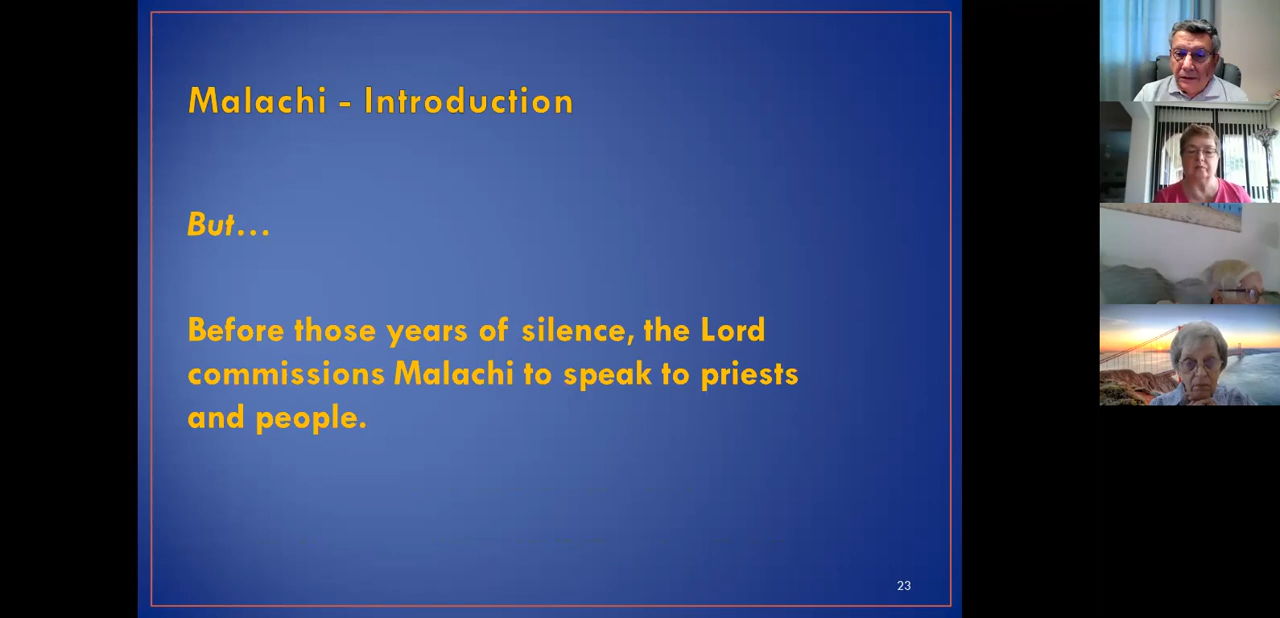 Malachi - Introduction
But...
Before those years of silence, the Lord
commissions Malachi to speak to priests
and people.
23